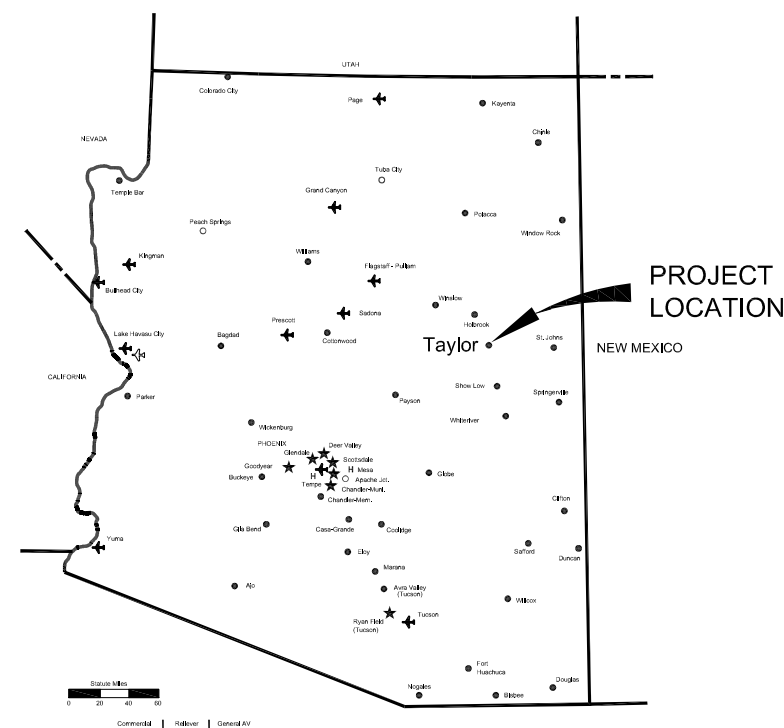 UTAH
Colorado City
Page
Kayenta
NEVADA
Chinle
Tuba City
Temple Bar
Grand Canyon
Polacca
Peach Springs
Window Rock
Kingman
Williams
Flagstaff - Pulliam
PROJECT
LOCATION
Bullhead City
Winslow
Sadona
Holbrook
Prescott
Lake Havasu City
Bagdad
Cottonwood
Taylor
St. Johns
NEW MEXICO
CALIFORNIA
Show Low
Parker
Payson
Springerville
Whiteriver
Wickenburg
PHOENIX
Deer Valley
Glendale
Scottsdale
Goodyear
H Mesa
Buckeye
H
Tempe
Apache Jct.
Globe
Chandler-Muni.
Chandler-Mem.
Clifton
Gila Bend
Casa-Grande
Coolidge
Yuma
Eloy
Safford
Duncan
Marana
Ajo
Avra Valley
(Tucson)
Willcox
Ryan Field
(Tucson)
Tucson
Fort
Huachuca
Statute Miles
Nogales
Bisbee
Douglas
0 20 40 60
Commercial | Reliever | General AV